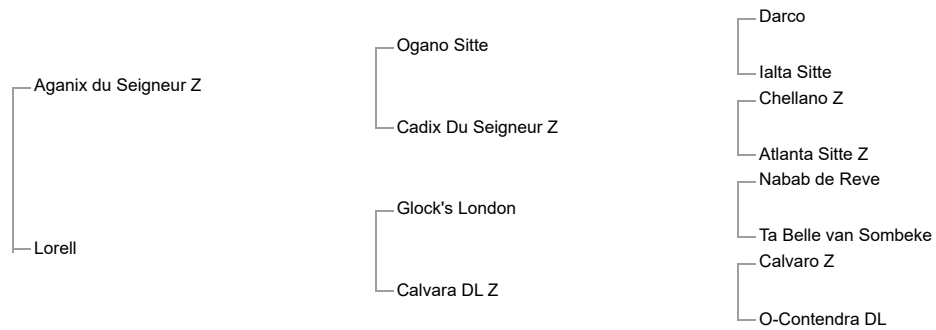 Darco
Ogano Sitte
Ialta Sitte
Aganix du Seigneur Z
Chellano Z
Cadix Du Seigneur Z
Atlanta Sitte Z
Nabab de Reve
Glock's London
Ta Belle van Sombeke
Lorell
Calvaro Z
Calvara DL Z
O-Contendra DL